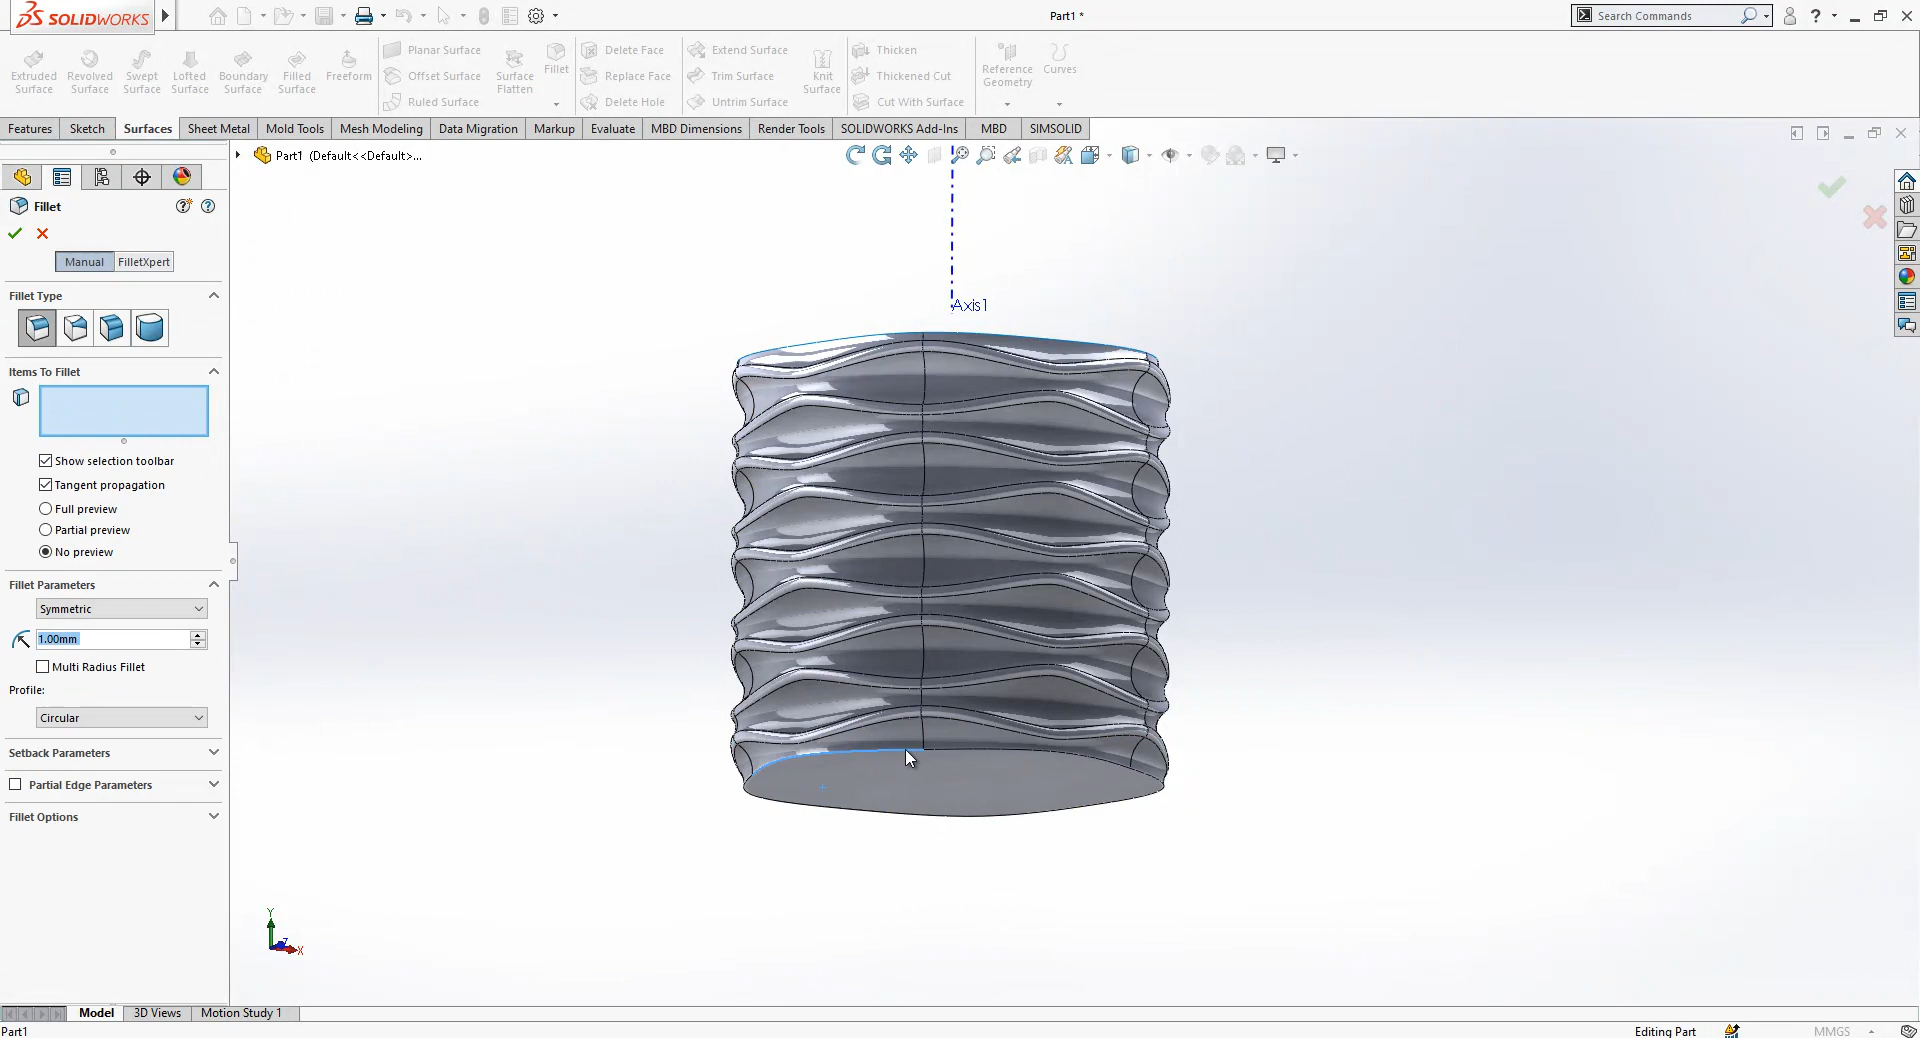 SOLIDWORKS
Part1 *
Search Commands
Extruded Surface
Revolved Surface
Swept Surface
Lofted Surface
Boundary Surface
Filled Surface
Freeform
Planar Surface
Offset Surface
Ruled Surface
Surface Flatten
Fillet
Delete Face
Replace Face
Delete Hole
Extend Surface
Trim Surface
Untrim Surface
Knit Surface
Thicken
Thickened Cut
Cut With Surface
Reference Geometry
Curves
Features Sketch Surfaces Sheet Metal Mold Tools Mesh Modeling Data Migration Markup Evaluate MBD Dimensions Render Tools SOLIDWORKS Add-Ins MBD SIMSOLID
Part1 (Default<<Default>...
Fillet
Manual FilletXpert
Fillet Type
Items To Fillet
Show selection toolbar
Tangent propagation
Full preview
Partial preview
No preview
Fillet Parameters
Symmetric
1.00mm
Multi Radius Fillet
Profile:
Circular
Setback Parameters
Partial Edge Parameters
Fillet Options
Axis1
Y
Z
X
Model 3D Views Motion Study 1
Part1
Editing Part
MMGS